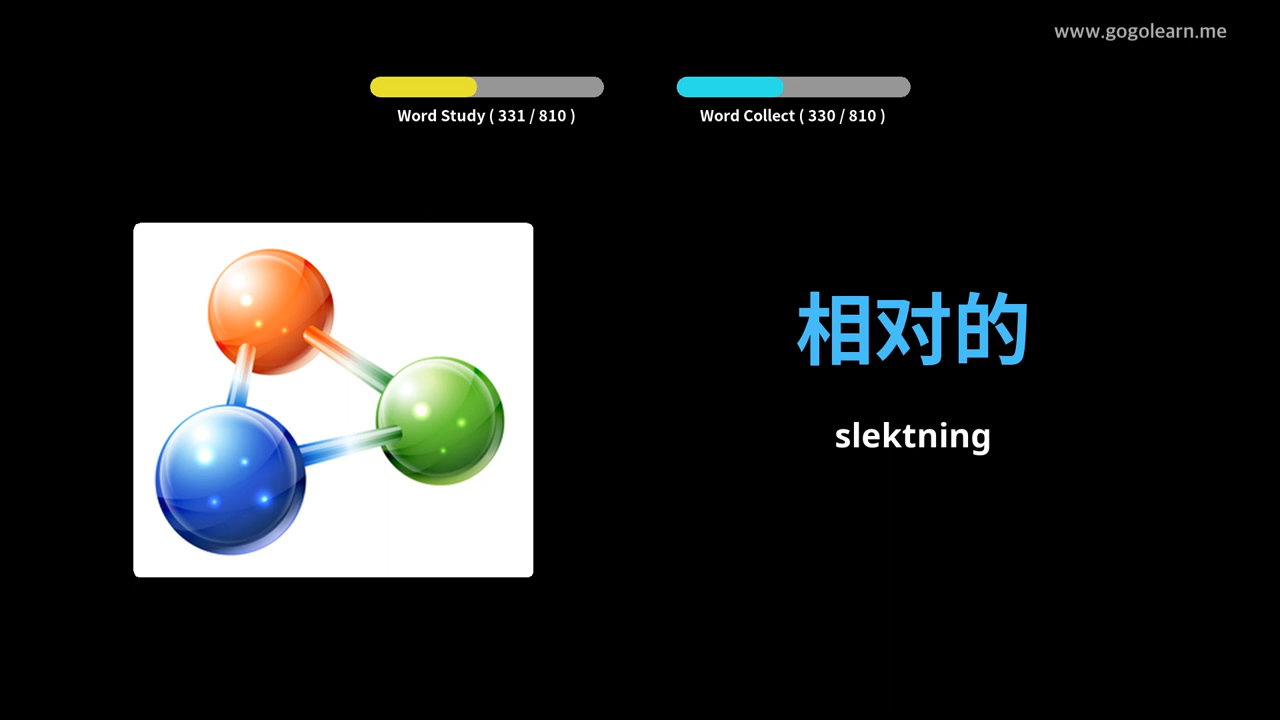 www.gogolearn.me
Word Study ( 331 / 810 )
Word Collect ( 330 / 810 )
相对的
slektning